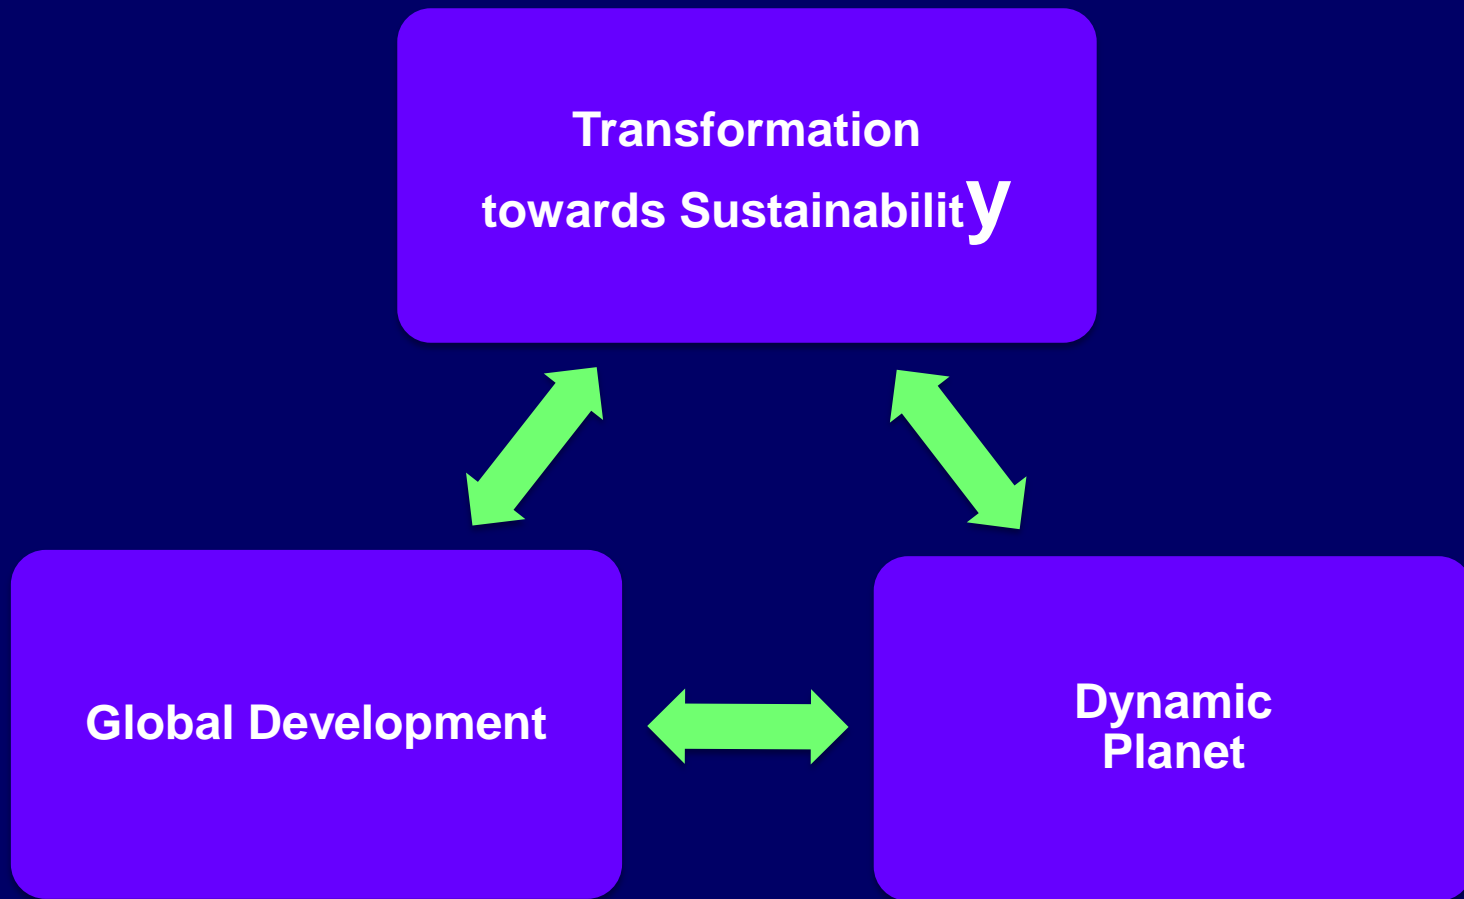 Transformation
towards Sustainability
Global Development
Dynamic
Planet